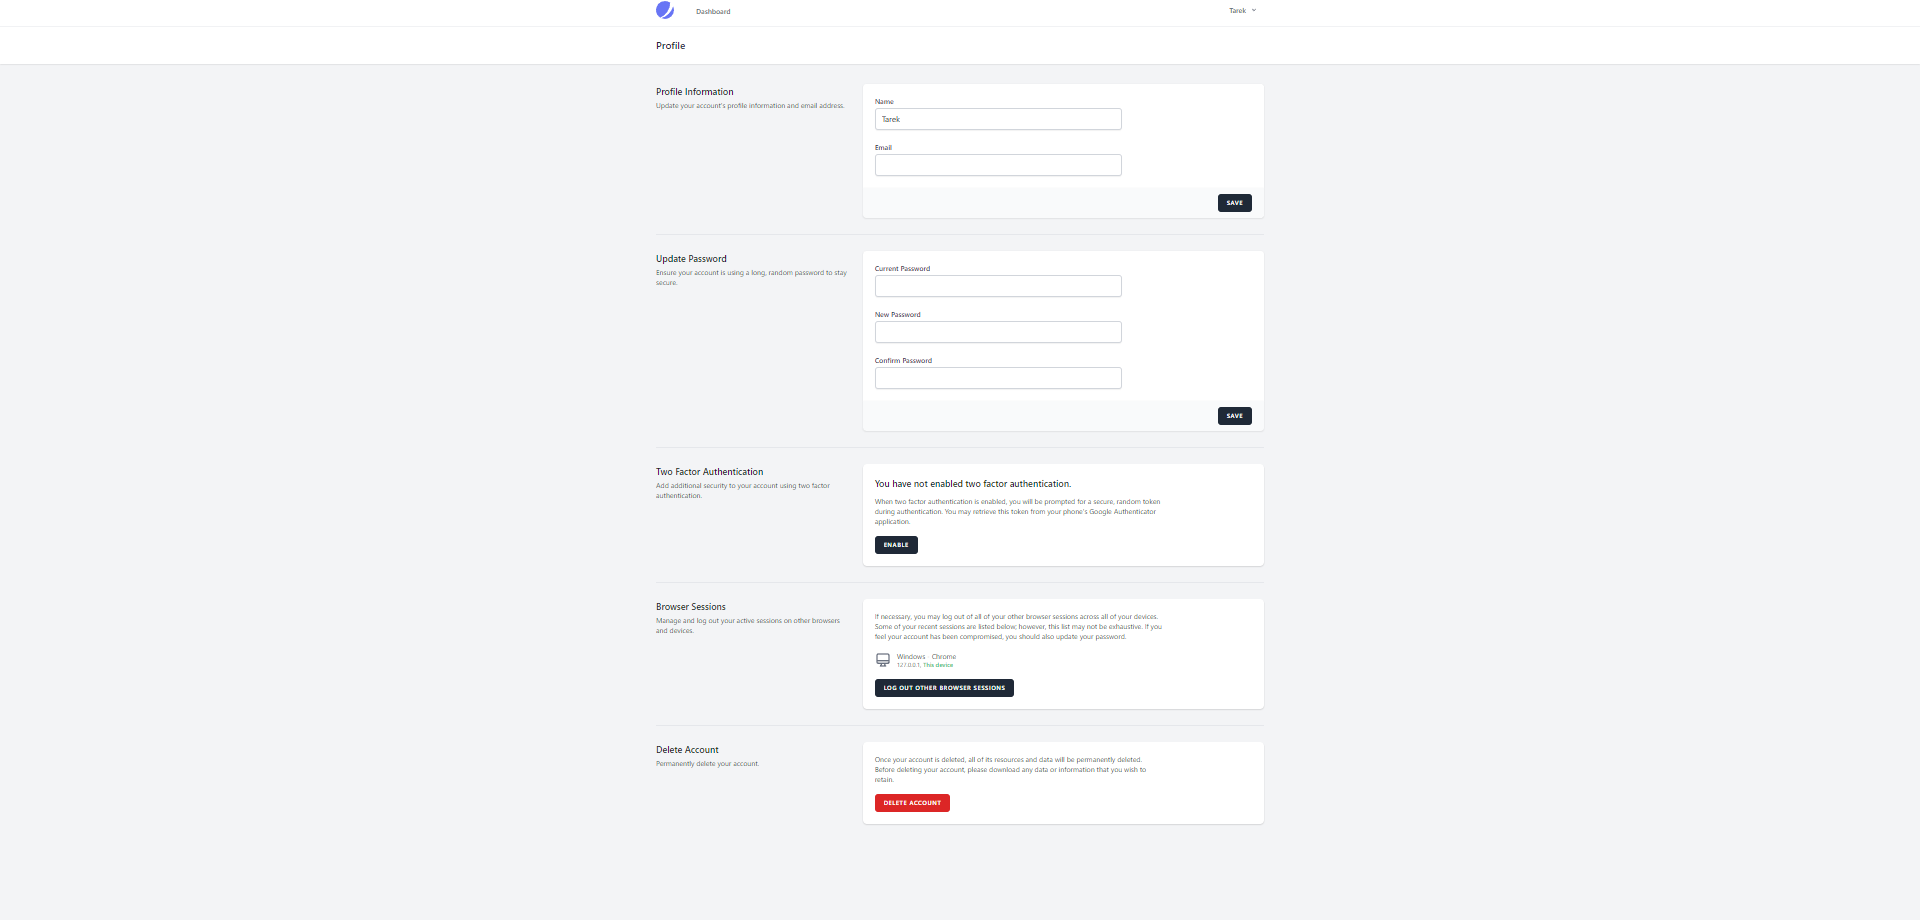 Dashboard
Tarek
Profile
Profile Information
Update your account's profile information and email address.
Name
Tarek
Email
SAVE
Update Password
Ensure your account is using a long, random password to stay
secure.
Current Password
New Password
Confirm Password
SAVE
Two Factor Authentication
Add additional security to your account using two factor
authentication.
You have not enabled two factor authentication.
When two factor authentication is enabled, you will be prompted for a secure, random token
during authentication. You may retrieve this token from your phone's Google Authenticator
application.
ENABLE
Browser Sessions
Manage and log out your active sessions on other browsers
and devices.
If necessary, you may log out of all of your other browser sessions across all of your devices.
Some of your recent sessions are listed below; however, this list may not be exhaustive. If you
feel your account has been compromised, you should also update your password.
Windows - Chrome
127.0.0.1, This device
LOG OUT OTHER BROWSER SESSIONS
Delete Account
Permanently delete your account.
Once your account is deleted, all of its resources and data will be permanently deleted.
Before deleting your account, please download any data or information that you wish to
retain.
DELETE ACCOUNT